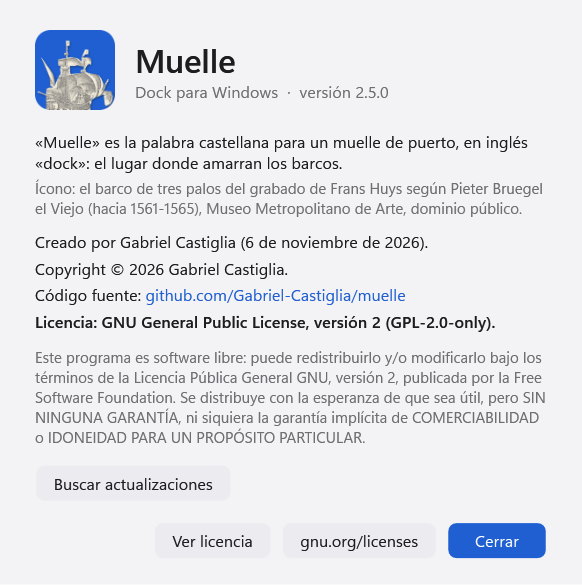 Muelle
Dock para Windows · versión 2.5.0
«Muelle» es la palabra castellana para un muelle de puerto, en inglés
«dock»: el lugar donde amarran los barcos.
Ícono: el barco de tres palos del grabado de Frans Huys según Pieter Bruegel
el Viejo (hacia 1561-1565), Museo Metropolitano de Arte, dominio público.
Creado por Gabriel Castiglia (6 de noviembre de 2026).
Copyright © 2026 Gabriel Castiglia.
Código fuente: github.com/Gabriel-Castiglia/muelle
Licencia: GNU General Public License, versión 2 (GPL-2.0-only).
Este programa es software libre: puede redistribuirlo y/o modificarlo bajo los
términos de la Licencia Pública General GNU, versión 2, publicada por la Free
Software Foundation. Se distribuye con la esperanza de que sea útil, pero SIN
NINGUNA GARANTÍA, ni siquiera la garantía implícita de COMERCIABILIDAD
o IDONEIDAD PARA UN PROPÓSITO PARTICULAR.
Buscar actualizaciones
Ver licencia
gnu.org/licenses
Cerrar